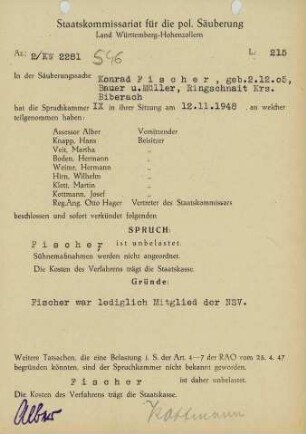 Staatskommissariat für die pol. Säuberung
Land Württemberg-Hohenzollern
Az.: 2/KW 2281 546 L: 215
In der Säuberungssache Konrad Fischer, geb.2.12.05,
Bauer u.Müller, Ringschnait Krs.
Biberach
hat die Spruchkammer IX in ihrer Sitzung am 12.11.1948 an welcher
teilgenommen haben:
Assessor Alber Vorsitzender
Knapp, Hans Beisitzer
Veit, Martha
Boden, Hermann
Weine, Hermann
Hirn, Wilhelm
Klett, Martin
Kottmann, Josef
Reg.Ang. Otto Hager Vertreter des Staatskommissars
beschlossen und sofort verkündet folgenden
SPRUCH:
Fischer ist unbelastet.
Sühnemaßnahmen werden nicht angeordnet.
Die Kosten des Verfahrens trägt die Staatskasse.
Gründe:
Fischer war lediglich Mitglied der NSV.
Weitere Tatsachen, die eine Belastung i. S. der Art. 4–7 der RAO vom 25. 4. 47
begründen könnten, sind der Spruchkammer nicht bekannt geworden.
Fischer ist daher unbelastet.
Die Kosten des Verfahrens trägt die Staatskasse.
Alber Kottmann